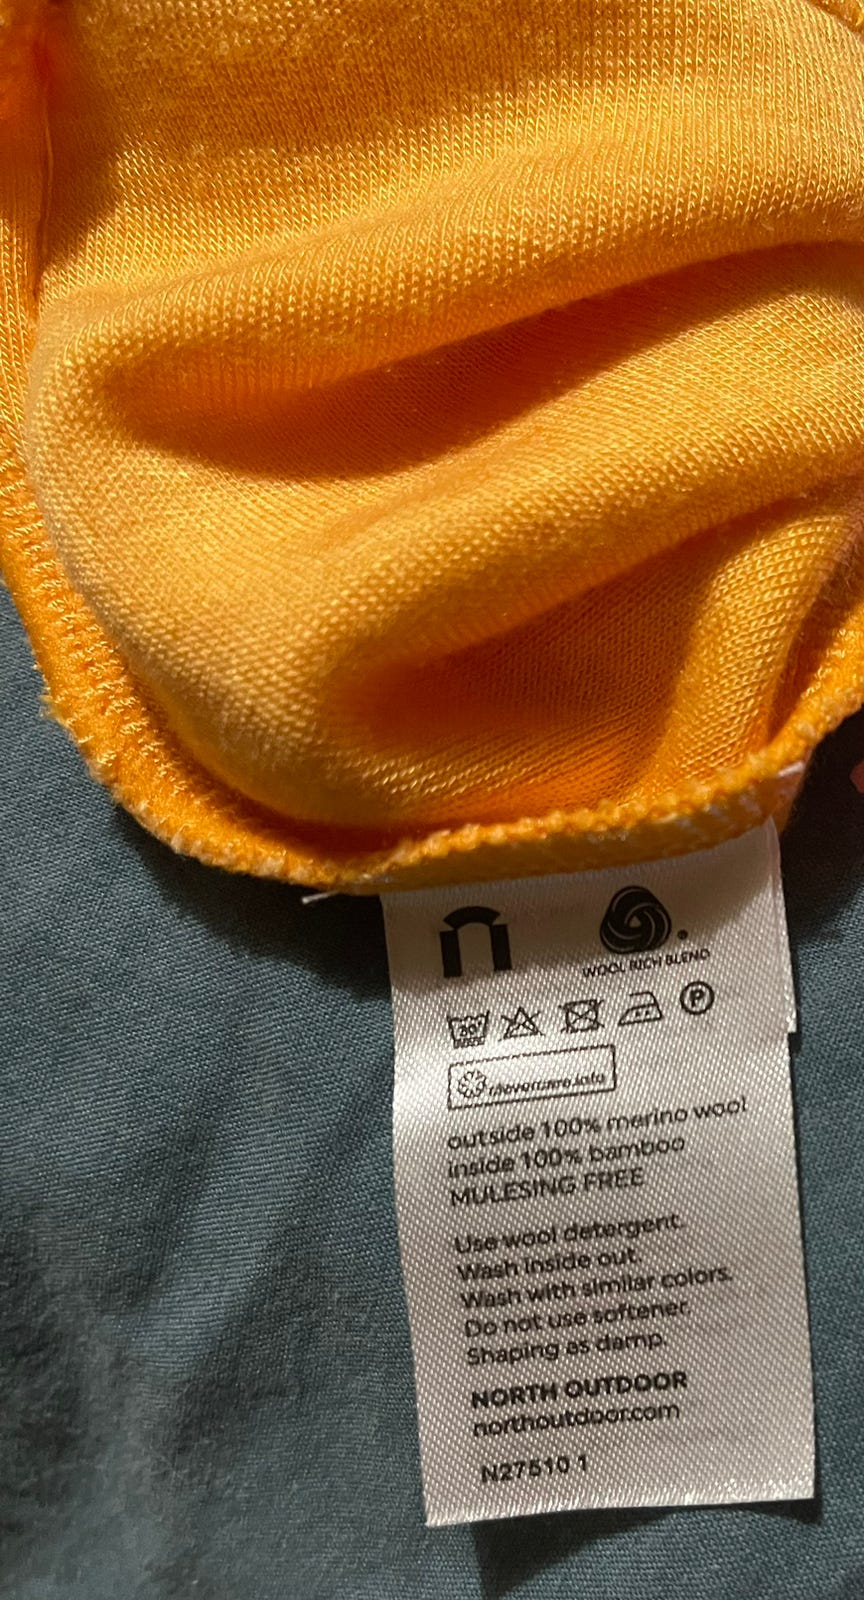 n
WOOL RICH BLEND
30°
P
clevercare.info
outside 100% merino wool
inside 100% bamboo
MULESING FREE
Use wool detergent.
Wash inside out.
Wash with similar colors.
Do not use softener.
Shaping as damp.
NORTH OUTDOOR
northoutdoor.com
N27510 1